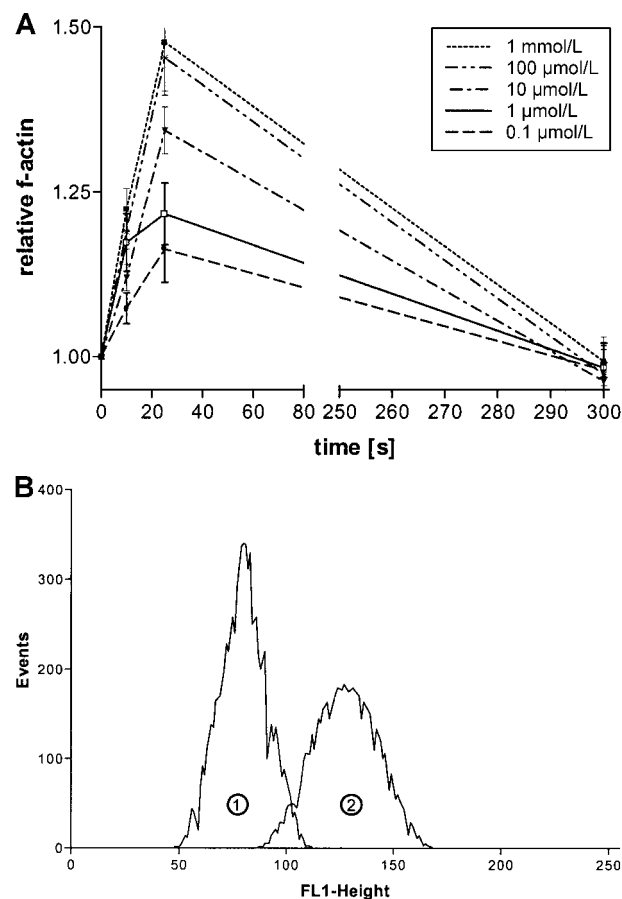 A
1.50
1.25
1.00
relative f-actin
1 mmol/L
100 µmol/L
10 µmol/L
1 µmol/L
0.1 µmol/L
0 20 40 60 80 250 260 270 280 290 300
time [s]
B
400
300
200
100
0
Events
1
2
0 50 100 150 200 250
FL1-Height